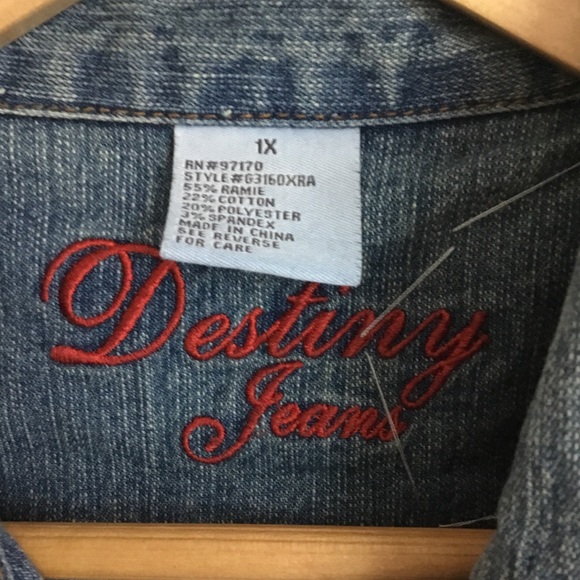 1X
RN#97170
STYLE#G3160XRA
55% RAMIE
22% COTTON
20% POLYESTER
3% SPANDEX
MADE IN CHINA
SEE REVERSE
FOR CARE
Destiny
Jeans